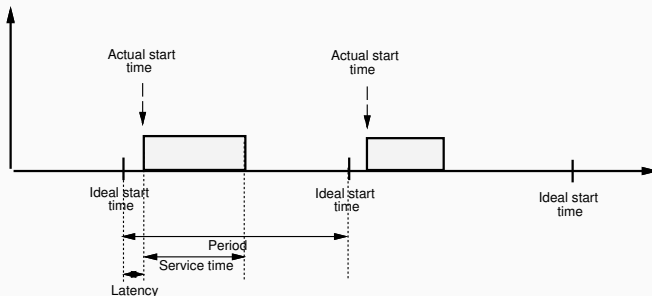 Actual start
time
Actual start
time
Ideal start
time
Ideal start
time
Ideal start
time
Period
Service time
Latency